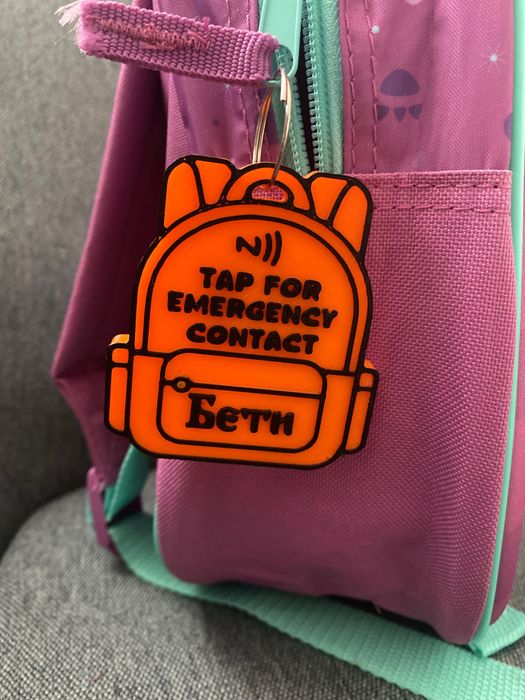 N
TAP FOR
EMERGENCY
CONTACT
Бети